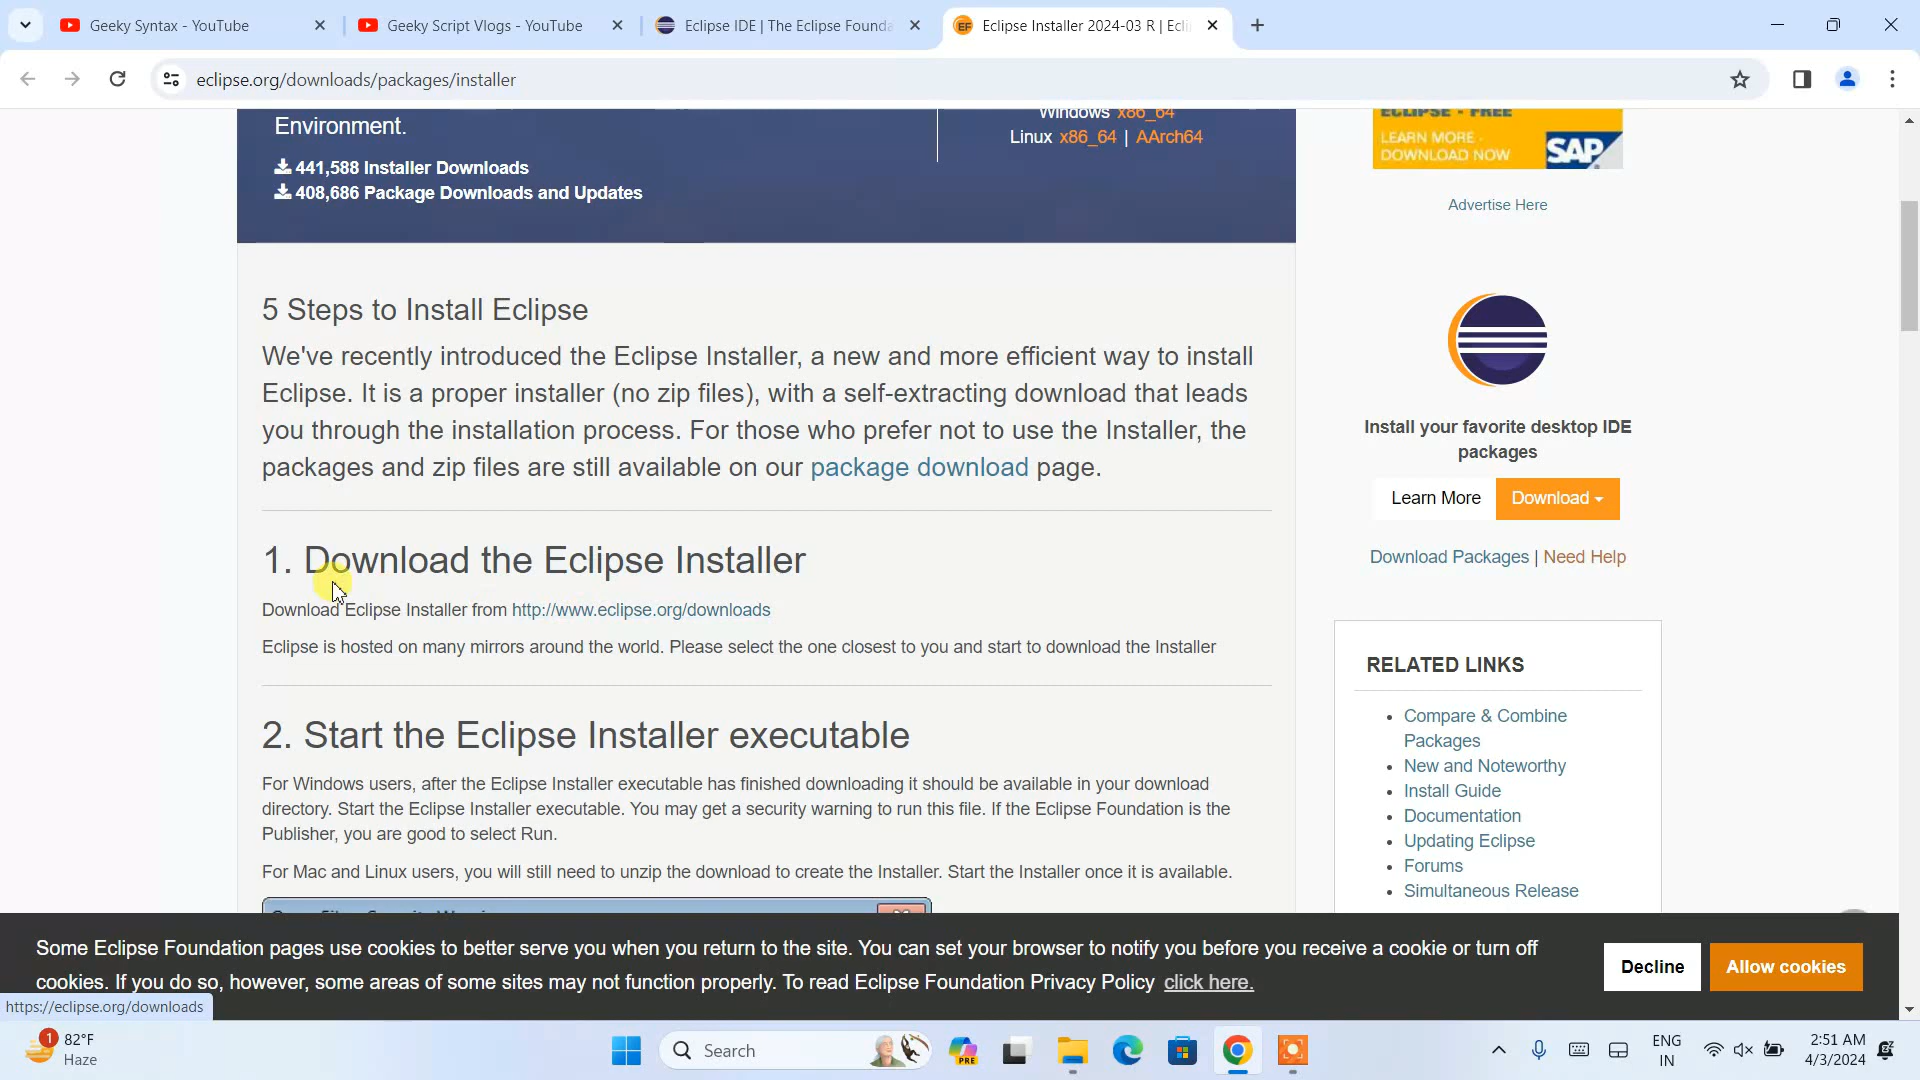 Geeky Syntax - YouTube
Geeky Script Vlogs - YouTube
Eclipse IDE | The Eclipse Founda
Eclipse Installer 2024-03 R | Ecli
eclipse.org/downloads/packages/installer
Environment.
441,588 Installer Downloads
408,686 Package Downloads and Updates
Windows x86_64
Linux x86_64 | AArch64
ECLIPSE - FREE
LEARN MORE -
DOWNLOAD NOW
SAP
Advertise Here
5 Steps to Install Eclipse
We've recently introduced the Eclipse Installer, a new and more efficient way to install
Eclipse. It is a proper installer (no zip files), with a self-extracting download that leads
you through the installation process. For those who prefer not to use the Installer, the
packages and zip files are still available on our package download page.
Install your favorite desktop IDE
packages
Learn More
Download
Download Packages | Need Help
1. Download the Eclipse Installer
Download Eclipse Installer from http://www.eclipse.org/downloads
Eclipse is hosted on many mirrors around the world. Please select the one closest to you and start to download the Installer
2. Start the Eclipse Installer executable
For Windows users, after the Eclipse Installer executable has finished downloading it should be available in your download
directory. Start the Eclipse Installer executable. You may get a security warning to run this file. If the Eclipse Foundation is the
Publisher, you are good to select Run.
For Mac and Linux users, you will still need to unzip the download to create the Installer. Start the Installer once it is available.
RELATED LINKS
Compare & Combine
Packages
New and Noteworthy
Install Guide
Documentation
Updating Eclipse
Forums
Simultaneous Release
Some Eclipse Foundation pages use cookies to better serve you when you return to the site. You can set your browser to notify you before you receive a cookie or turn off
cookies. If you do so, however, some areas of some sites may not function properly. To read Eclipse Foundation Privacy Policy click here.
Decline
Allow cookies
https://eclipse.org/downloads
1
82°F
Haze
Search
PRE
ENG
IN
2:51 AM
4/3/2024